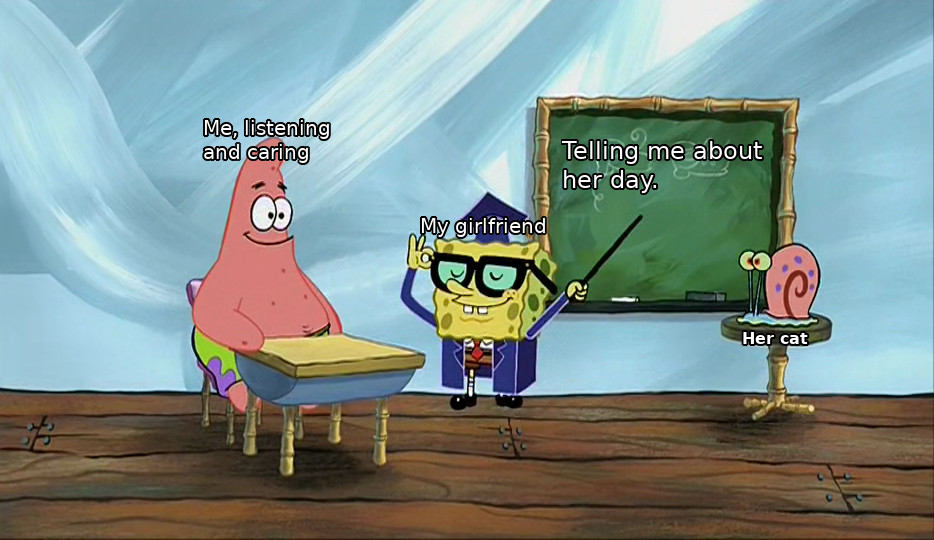 Me, listening
and caring
My girlfriend
Telling me about
her day.
Her cat